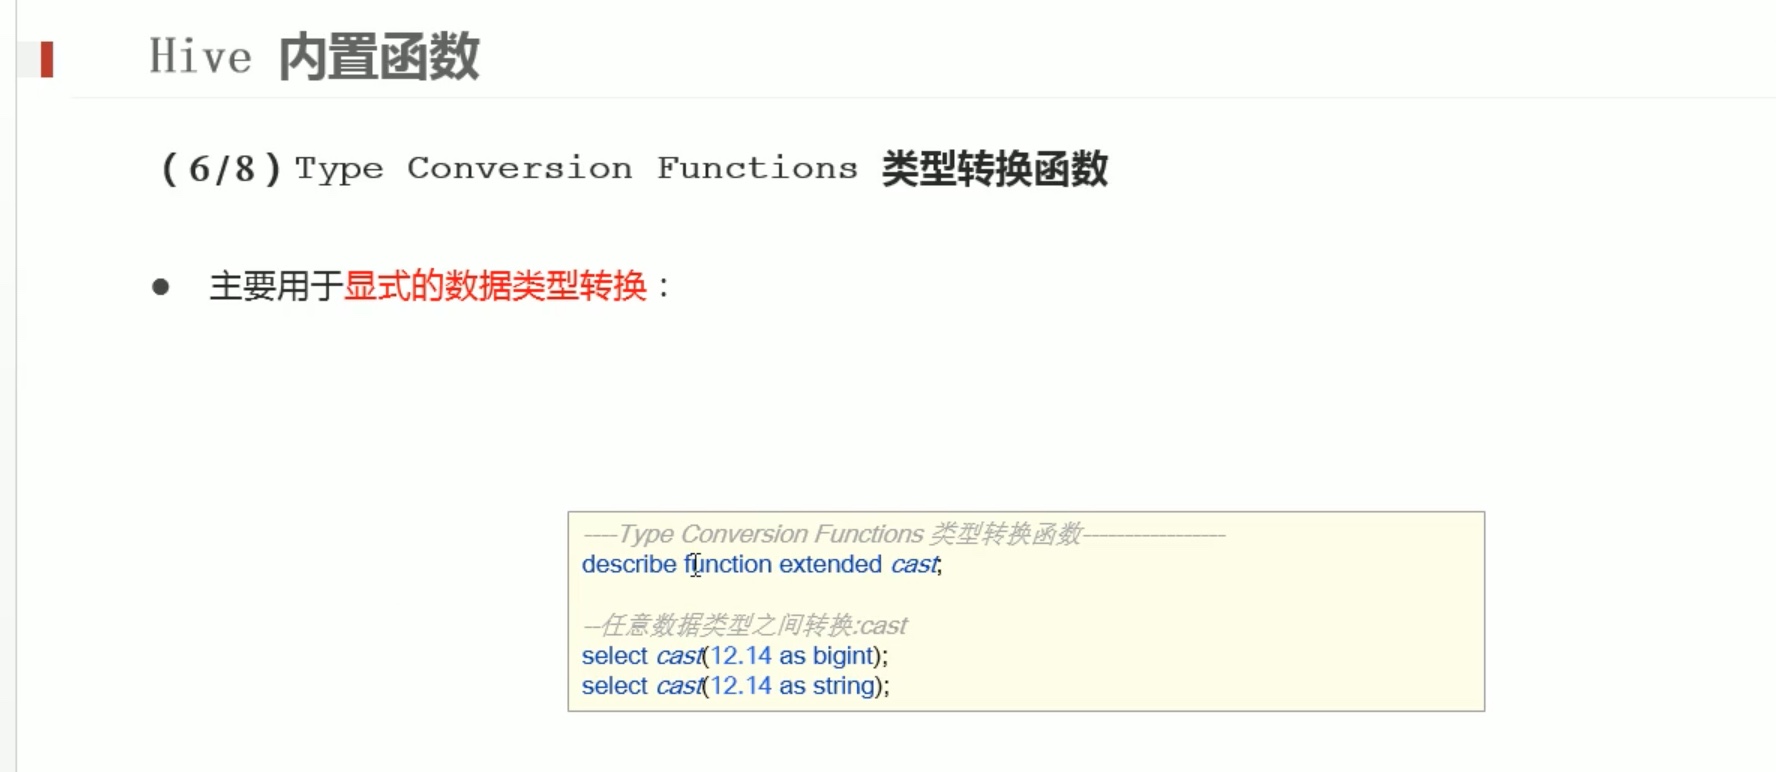 Hive 内置函数
(6/8)Type Conversion Functions 类型转换函数
● 主要用于显式的数据类型转换：
----Type Conversion Functions 类型转换函数-----------------
describe function extended cast;
--任意数据类型之间转换:cast
select cast(12.14 as bigint);
select cast(12.14 as string);